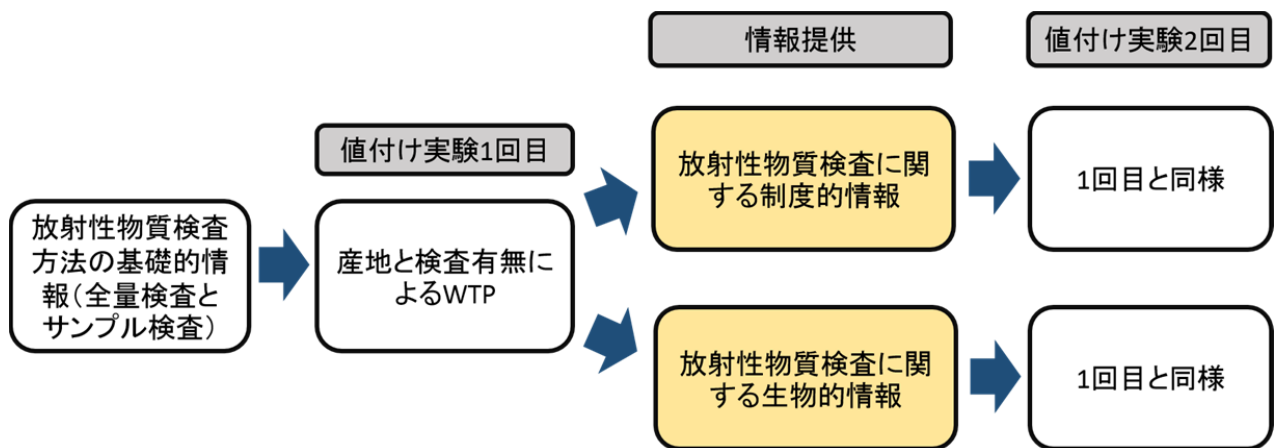 放射性物質検査
方法の基礎的情
報(全量検査と
サンプル検査)
値付け実験1回目
産地と検査有無に
よるWTP
情報提供
放射性物質検査に関
する制度的情報
放射性物質検査に関
する生物的情報
値付け実験2回目
1回目と同様
1回目と同様